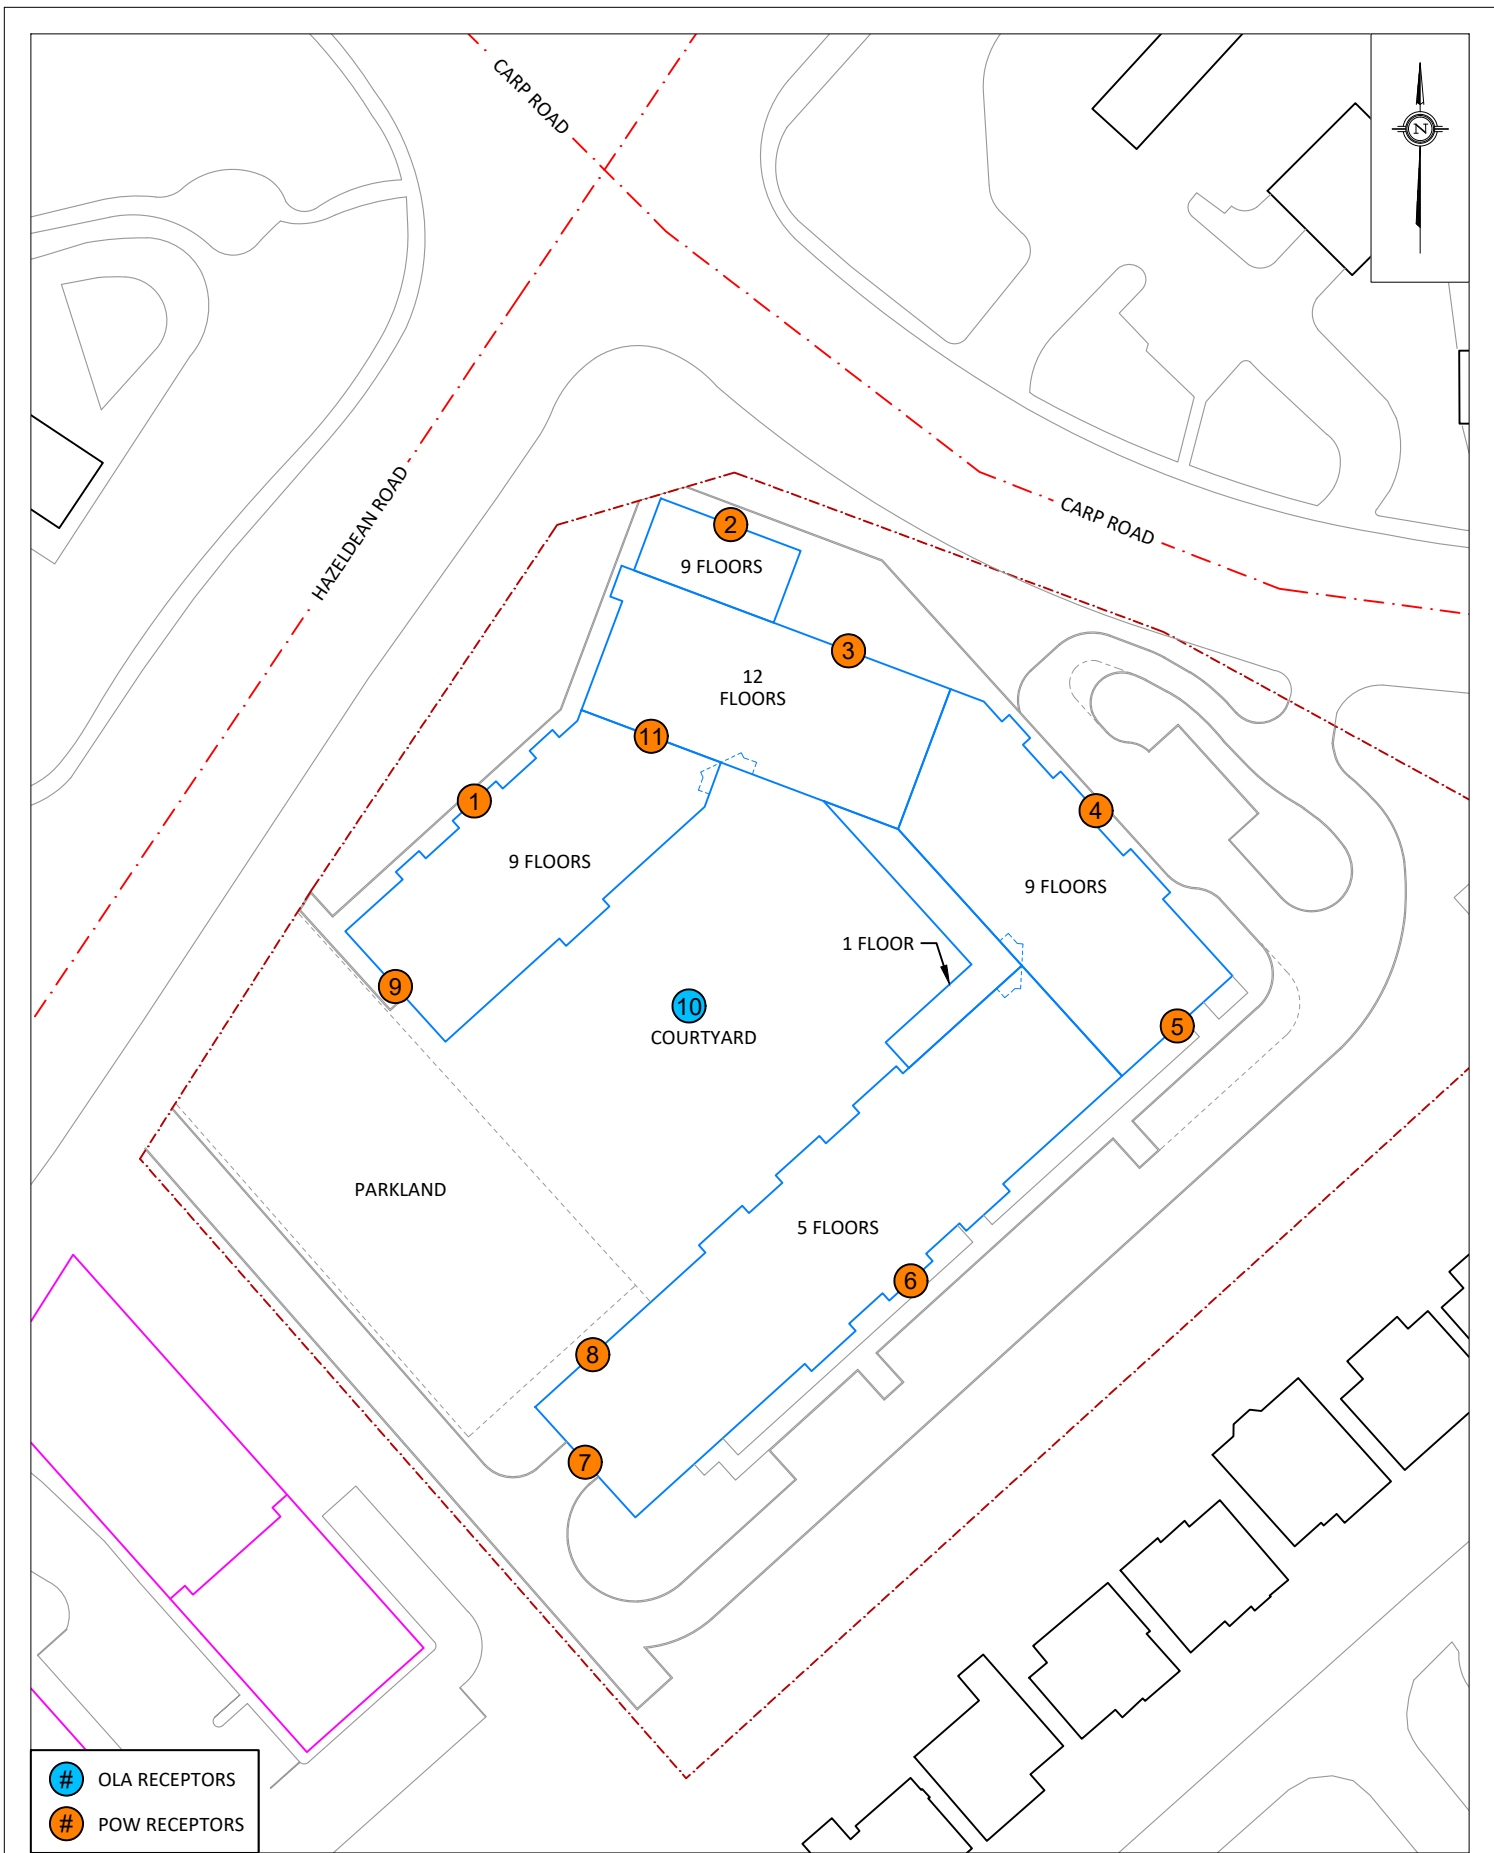 CARP ROAD
N
HAZELDEAN ROAD
CARP ROAD
2
9 FLOORS
3
12
FLOORS
11
1
4
9 FLOORS
9 FLOORS
1 FLOOR
9
10
COURTYARD
5
PARKLAND
5 FLOORS
6
8
7
# OLA RECEPTORS
# POW RECEPTORS